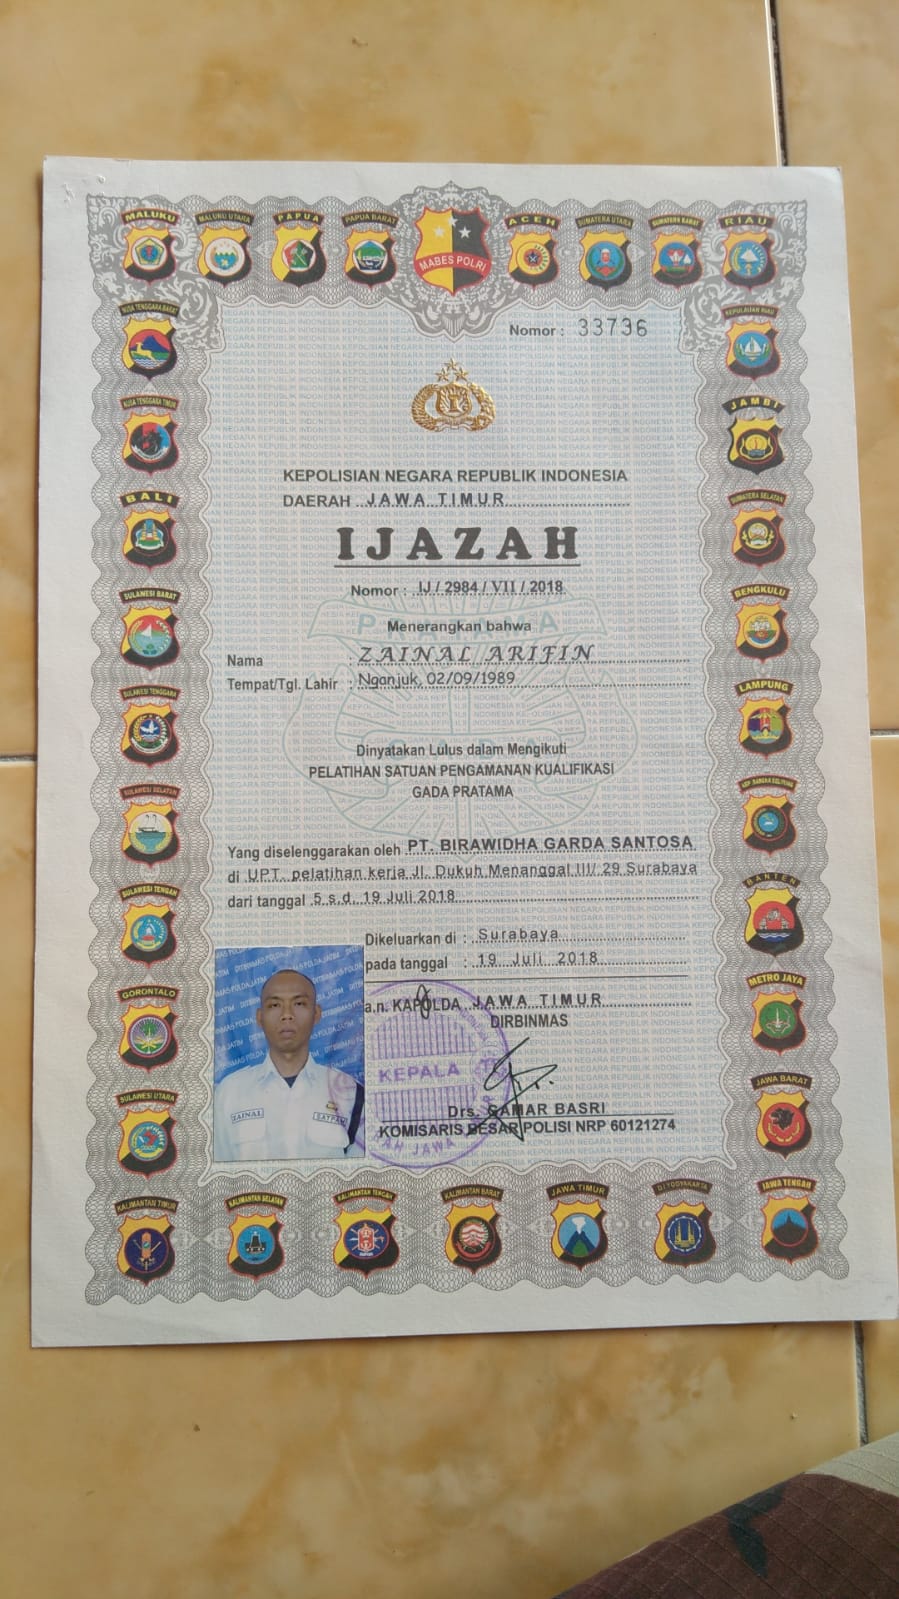 MALUKU
MALUKU UTARA
PAPUA
PAPUA BARAT
MABES POLRI
ACEH
SUMATERA UTARA
SUMATERA BARAT
RIAU
NUSA TENGGARA BARAT
KEPULAUAN RIAU
Nomor : 33736
NUSA TENGGARA TIMUR
JAMBI
KEPOLISIAN NEGARA REPUBLIK INDONESIA
DAERAH JAWA TIMUR
BALI
SUMATERA SELATAN
IJAZAH
Nomor : IJ / 2984 / VII / 2018
SULAWESI BARAT
BENGKULU
PRATAMA
Menerangkan bahwa
Nama : ZAINAL ARIFIN
Tempat/Tgl. Lahir : Nganjuk, 02/09/1989
SULAWESI TENGGARA
LAMPUNG
Dinyatakan Lulus dalam Mengikuti
PELATIHAN SATUAN PENGAMANAN KUALIFIKASI
GADA PRATAMA
SULAWESI SELATAN
KEP. BANGKA BELITUNG
Yang diselenggarakan oleh PT. BIRAWIDHA GARDA SANTOSA
di UPT. pelatihan kerja Jl. Dukuh Menanggal III/ 29 Surabaya
dari tanggal 5 s.d. 19 Juli 2018
SULAWESI TENGAH
BANTEN
Dikeluarkan di : Surabaya
pada tanggal : 19 Juli 2018
GORONTALO
METRO JAYA
a.n. KAPOLDA JAWA TIMUR
DIRBINMAS
DITBINMAS POLDA JATIM
KEPALA
SULAWESI UTARA
JAWA BARAT
ZAINAL
SATPAM
Drs. SAMAR BASRI
KOMISARIS BESAR POLISI NRP 60121274
JAWA
KALIMANTAN TIMUR
KALIMANTAN SELATAN
KALIMANTAN TENGAH
KALIMANTAN BARAT
JAWA TIMUR
D.I YOGYAKARTA
JAWA TENGAH